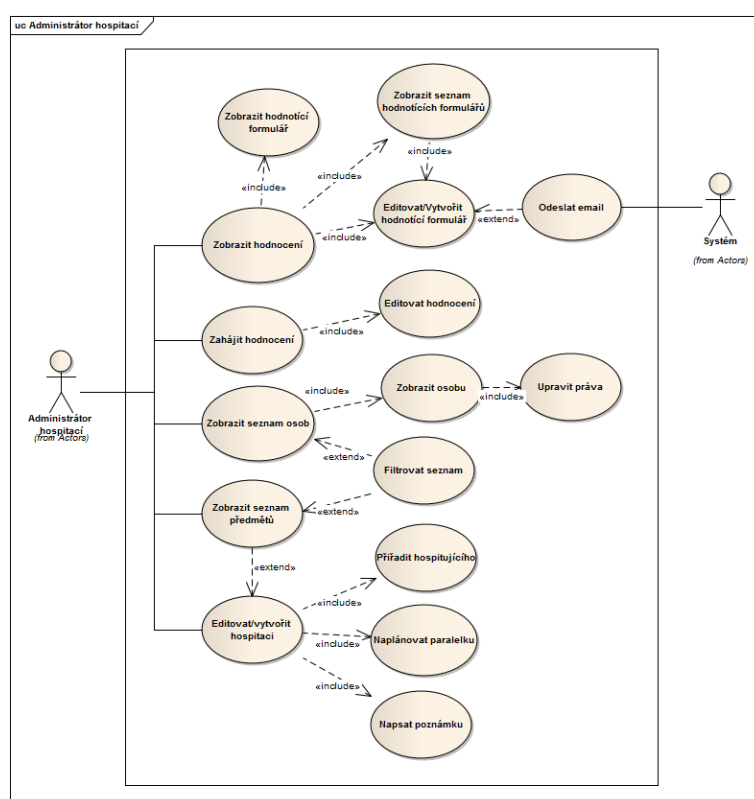 uc Administrátor hospitací
Zobrazit hodnotící
formulář
Zobrazit seznam
hodnotících formulářů
«include»
«include»
«include»
Editovat/Vytvořit
hodnotící formulář
«extend»
Odeslat email
Systém
(from Actors)
Zobrazit hodnocení
«include»
Editovat hodnocení
Zahájit hodnocení
«include»
Administrátor
hospitací
(from Actors)
Zobrazit osobu
«include»
Upravit práva
«include»
Zobrazit seznam osob
«extend»
Filtrovat seznam
Zobrazit seznam
předmětů
«extend»
«extend»
Přiřadit hospitujícího
«include»
Editovat/vytvořit
hospitaci
«include»
Naplánovat paralelku
«include»
Napsat poznámku